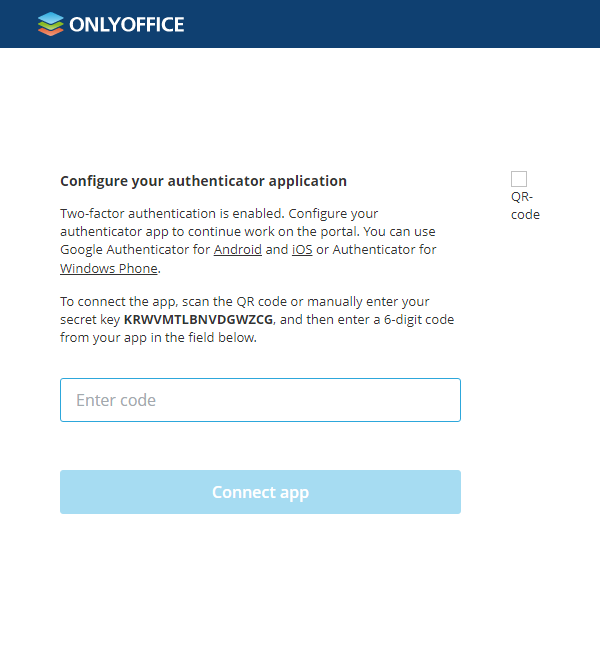 ONLYOFFICE
Configure your authenticator application
QR-
code
Two-factor authentication is enabled. Configure your
authenticator app to continue work on the portal. You can use
Google Authenticator for Android and iOS or Authenticator for
Windows Phone.
To connect the app, scan the QR code or manually enter your
secret key KRWVMTLBNVDGWZCG, and then enter a 6-digit code
from your app in the field below.
Enter code
Connect app